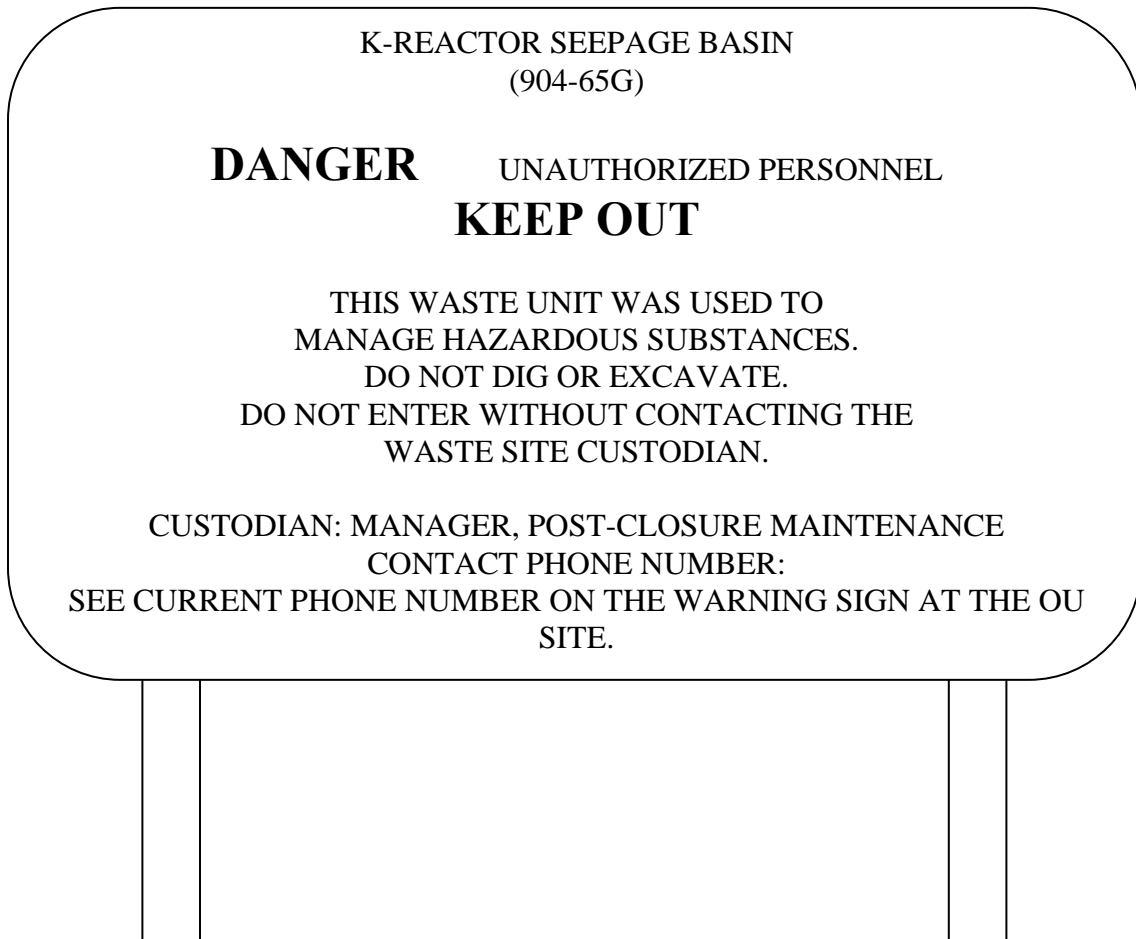 K-REACTOR SEEPAGE BASIN
(904-65G)
DANGER UNAUTHORIZED PERSONNEL
KEEP OUT
THIS WASTE UNIT WAS USED TO
MANAGE HAZARDOUS SUBSTANCES.
DO NOT DIG OR EXCAVATE.
DO NOT ENTER WITHOUT CONTACTING THE
WASTE SITE CUSTODIAN.
CUSTODIAN: MANAGER, POST-CLOSURE MAINTENANCE
CONTACT PHONE NUMBER:
SEE CURRENT PHONE NUMBER ON THE WARNING SIGN AT THE OU
SITE.